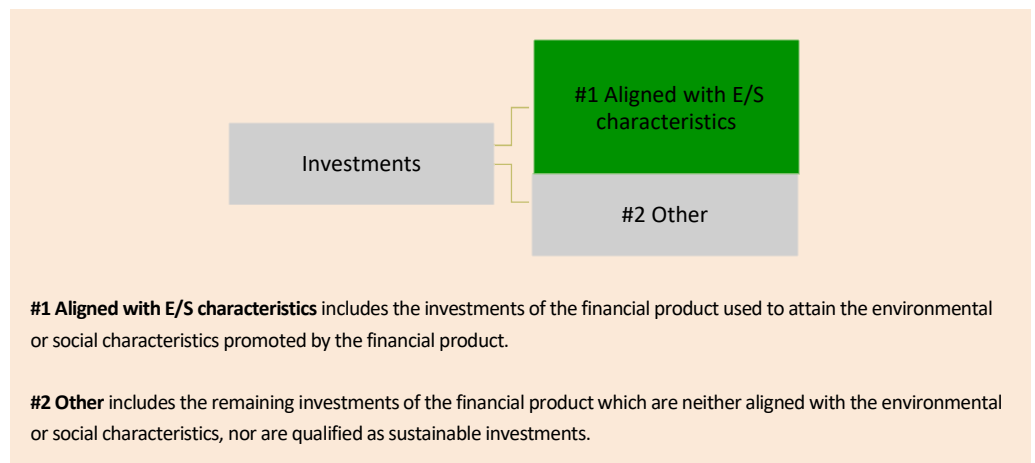 #1 Aligned with E/S
characteristics
Investments
#2 Other
#1 Aligned with E/S characteristics includes the investments of the financial product used to attain the environmental
or social characteristics promoted by the financial product.
#2 Other includes the remaining investments of the financial product which are neither aligned with the environmental
or social characteristics, nor are qualified as sustainable investments.